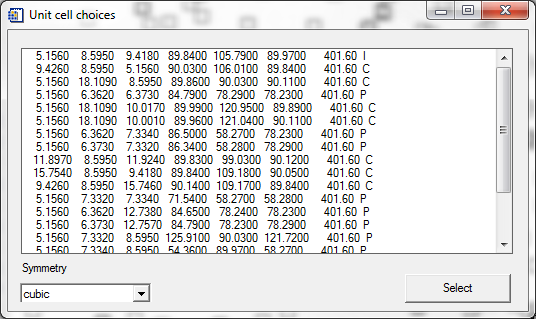 Unit cell choices
5.1560 8.5950 9.4180 89.8400 105.7900 89.9700 401.60 I
9.4260 8.5950 5.1560 90.0300 106.0100 89.8400 401.60 C
5.1560 18.1090 8.5950 89.8600 90.0300 90.1100 401.60 C
5.1560 6.3620 6.3730 84.7900 78.2900 78.2300 401.60 P
5.1560 18.1090 10.0170 89.9900 120.9500 89.8900 401.60 C
5.1560 18.1090 10.0010 89.9600 121.0400 90.1100 401.60 C
5.1560 6.3620 7.3340 86.5000 58.2700 78.2300 401.60 P
5.1560 6.3730 7.3320 86.3400 58.2800 78.2900 401.60 P
11.8970 8.5950 11.9240 89.8300 99.0300 90.1200 401.60 C
15.7540 8.5950 9.4180 89.8400 109.1800 90.0500 401.60 C
9.4260 8.5950 15.7460 90.1400 109.1700 89.8400 401.60 C
5.1560 7.3320 7.3340 71.5400 58.2700 58.2800 401.60 P
5.1560 6.3620 12.7380 84.6500 78.2400 78.2300 401.60 P
5.1560 6.3730 12.7570 84.7900 78.2300 78.2900 401.60 P
5.1560 7.3320 8.5950 125.9100 90.0300 121.7200 401.60 P
5.1560 7.3340 8.5950 54.3600 89.9700 58.2700 401.60 P
Symmetry
cubic
Select